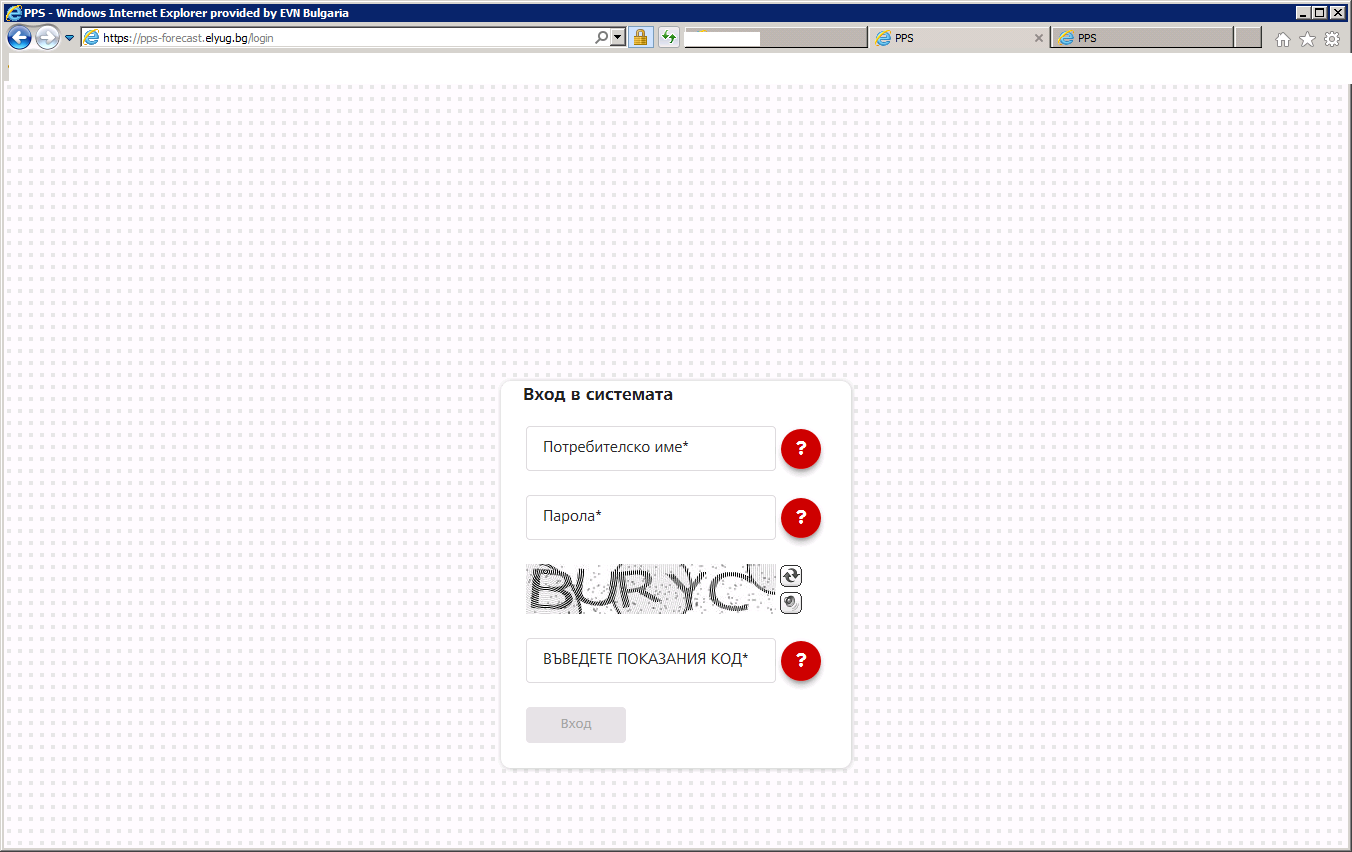 PPS - Windows Internet Explorer provided by EVN Bulgaria
https://pps-forecast.elyug.bg/login
PPS
PPS
Вход в системата
Потребителско име*
?
Парола*
?
ВЪВЕДЕТЕ ПОКАЗАНИЯ КОД*
?
Вход